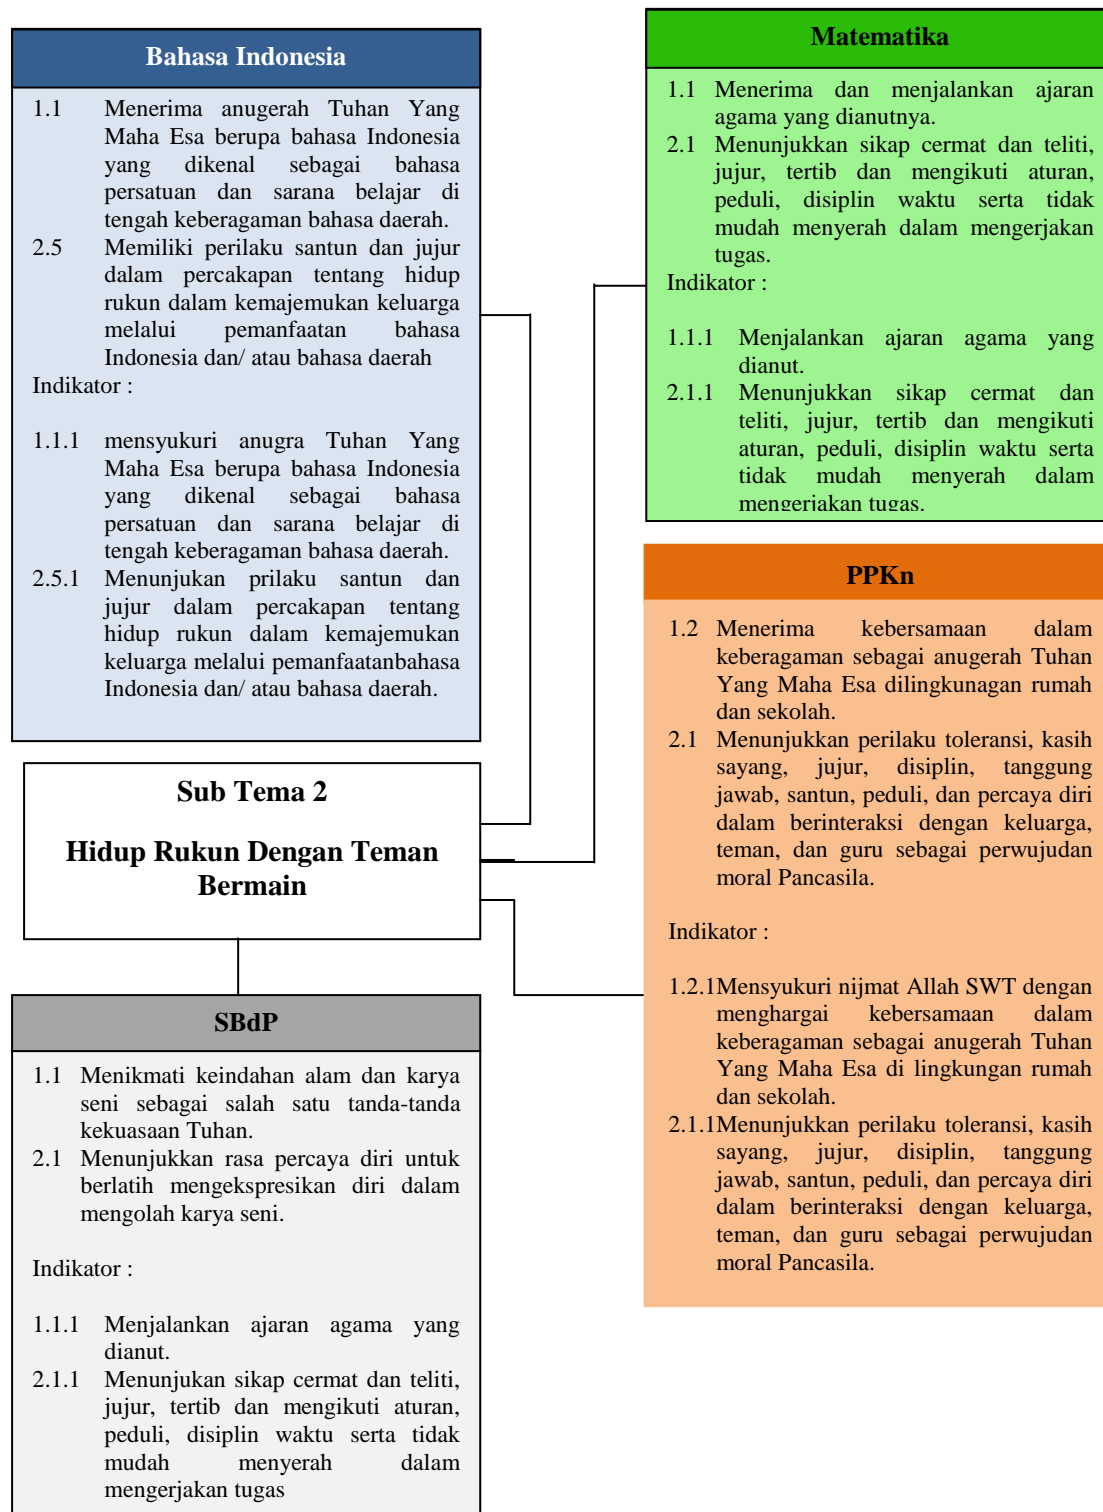 Bahasa Indonesia
1.1 Menerima anugerah Tuhan Yang
Maha Esa berupa bahasa Indonesia
yang dikenal sebagai bahasa
persatuan dan sarana belajar di
tengah keberagaman bahasa daerah.
2.5 Memiliki perilaku santun dan jujur
dalam percakapan tentang hidup
rukun dalam kemajemukan keluarga
melalui pemanfaatan bahasa
Indonesia dan/ atau bahasa daerah
Indikator :
1.1.1 mensyukuri anugra Tuhan Yang
Maha Esa berupa bahasa Indonesia
yang dikenal sebagai bahasa
persatuan dan sarana belajar di
tengah keberagaman bahasa daerah.
2.5.1 Menunjukan prilaku santun dan
jujur dalam percakapan tentang
hidup rukun dalam kemajemukan
keluarga melalui pemanfaatanbahasa
Indonesia dan/ atau bahasa daerah.
Matematika
1.1 Menerima dan menjalankan ajaran
agama yang dianutnya.
2.1 Menunjukkan sikap cermat dan teliti,
jujur, tertib dan mengikuti aturan,
peduli, disiplin waktu serta tidak
mudah menyerah dalam mengerjakan
tugas.
Indikator :
1.1.1 Menjalankan ajaran agama yang
dianut.
2.1.1 Menunjukkan sikap cermat dan
teliti, jujur, tertib dan mengikuti
aturan, peduli, disiplin waktu serta
tidak mudah menyerah dalam
mengerjakan tugas.
Sub Tema 2
Hidup Rukun Dengan Teman
Bermain
PPKn
1.2 Menerima kebersamaan dalam
keberagaman sebagai anugerah Tuhan
Yang Maha Esa dilingkunagan rumah
dan sekolah.
2.1 Menunjukkan perilaku toleransi, kasih
sayang, jujur, disiplin, tanggung
jawab, santun, peduli, dan percaya diri
dalam berinteraksi dengan keluarga,
teman, dan guru sebagai perwujudan
moral Pancasila.
Indikator :
1.2.1Mensyukuri nijmat Allah SWT dengan
menghargai kebersamaan dalam
keberagaman sebagai anugerah Tuhan
Yang Maha Esa di lingkungan rumah
dan sekolah.
2.1.1Menunjukkan perilaku toleransi, kasih
sayang, jujur, disiplin, tanggung
jawab, santun, peduli, dan percaya diri
dalam berinteraksi dengan keluarga,
teman, dan guru sebagai perwujudan
moral Pancasila.
SBdP
1.1 Menikmati keindahan alam dan karya
seni sebagai salah satu tanda-tanda
kekuasaan Tuhan.
2.1 Menunjukkan rasa percaya diri untuk
berlatih mengekspresikan diri dalam
mengolah karya seni.
Indikator :
1.1.1 Menjalankan ajaran agama yang
dianut.
2.1.1 Menunjukan sikap cermat dan teliti,
jujur, tertib dan mengikuti aturan,
peduli, disiplin waktu serta tidak
mudah menyerah dalam
mengerjakan tugas